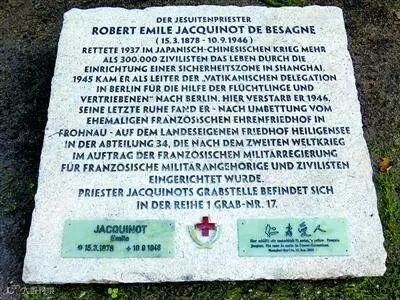 DER JESUITENPRIESTER
ROBERT EMILE JACQUINOT DE BESAGNE
(15.3.1878 - 10.9.1946)
RETTETE 1937 IM JAPANISCH-CHINESISCHEN KRIEG MEHR
ALS 300.000 ZIVILISTEN DAS LEBEN DURCH DIE
EINRICHTUNG EINER SICHERHEITSZONE IN SHANGHAI.
1945 KAM ER ALS LEITER DER „VATIKANISCHEN DELEGATION
IN BERLIN FÜR DIE HILFE DER FLÜCHTLINGE UND
VERTRIEBENEN" NACH BERLIN. HIER VERSTARB ER 1946.
SEINE LETZTE RUHE FAND ER - NACH UMBETTUNG VOM
EHEMALIGEN FRANZÖSISCHEN EHRENFRIEDHOF IN
FROHNAU - AUF DEM LANDESEIGENEN FRIEDHOF HEILIGENSEE
IN DER ABTEILUNG 34, DIE NACH DEM ZWEITEN WELTKRIEG
IM AUFTRAG DER FRANZÖSISCHEN MILITÄRREGIERUNG
FÜR FRANZÖSISCHE MILITÄRANGEHÖRIGE UND ZIVILISTEN
EINGERICHTET WURDE.
PRIESTER JACQUINOTS GRABSTELLE BEFINDET SICH
IN DER REIHE 1 GRAB-NR. 17.
JACQUINOT
Emile
* 15.3.1878 + 10.9.1946
仁者愛人